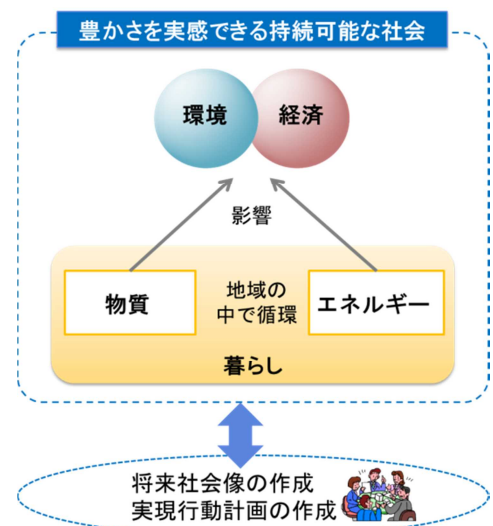 豊かさを実感できる持続可能な社会
環境
経済
影響
物質
地域の
中で循環
エネルギー
暮らし
将来社会像の作成
実現行動計画の作成